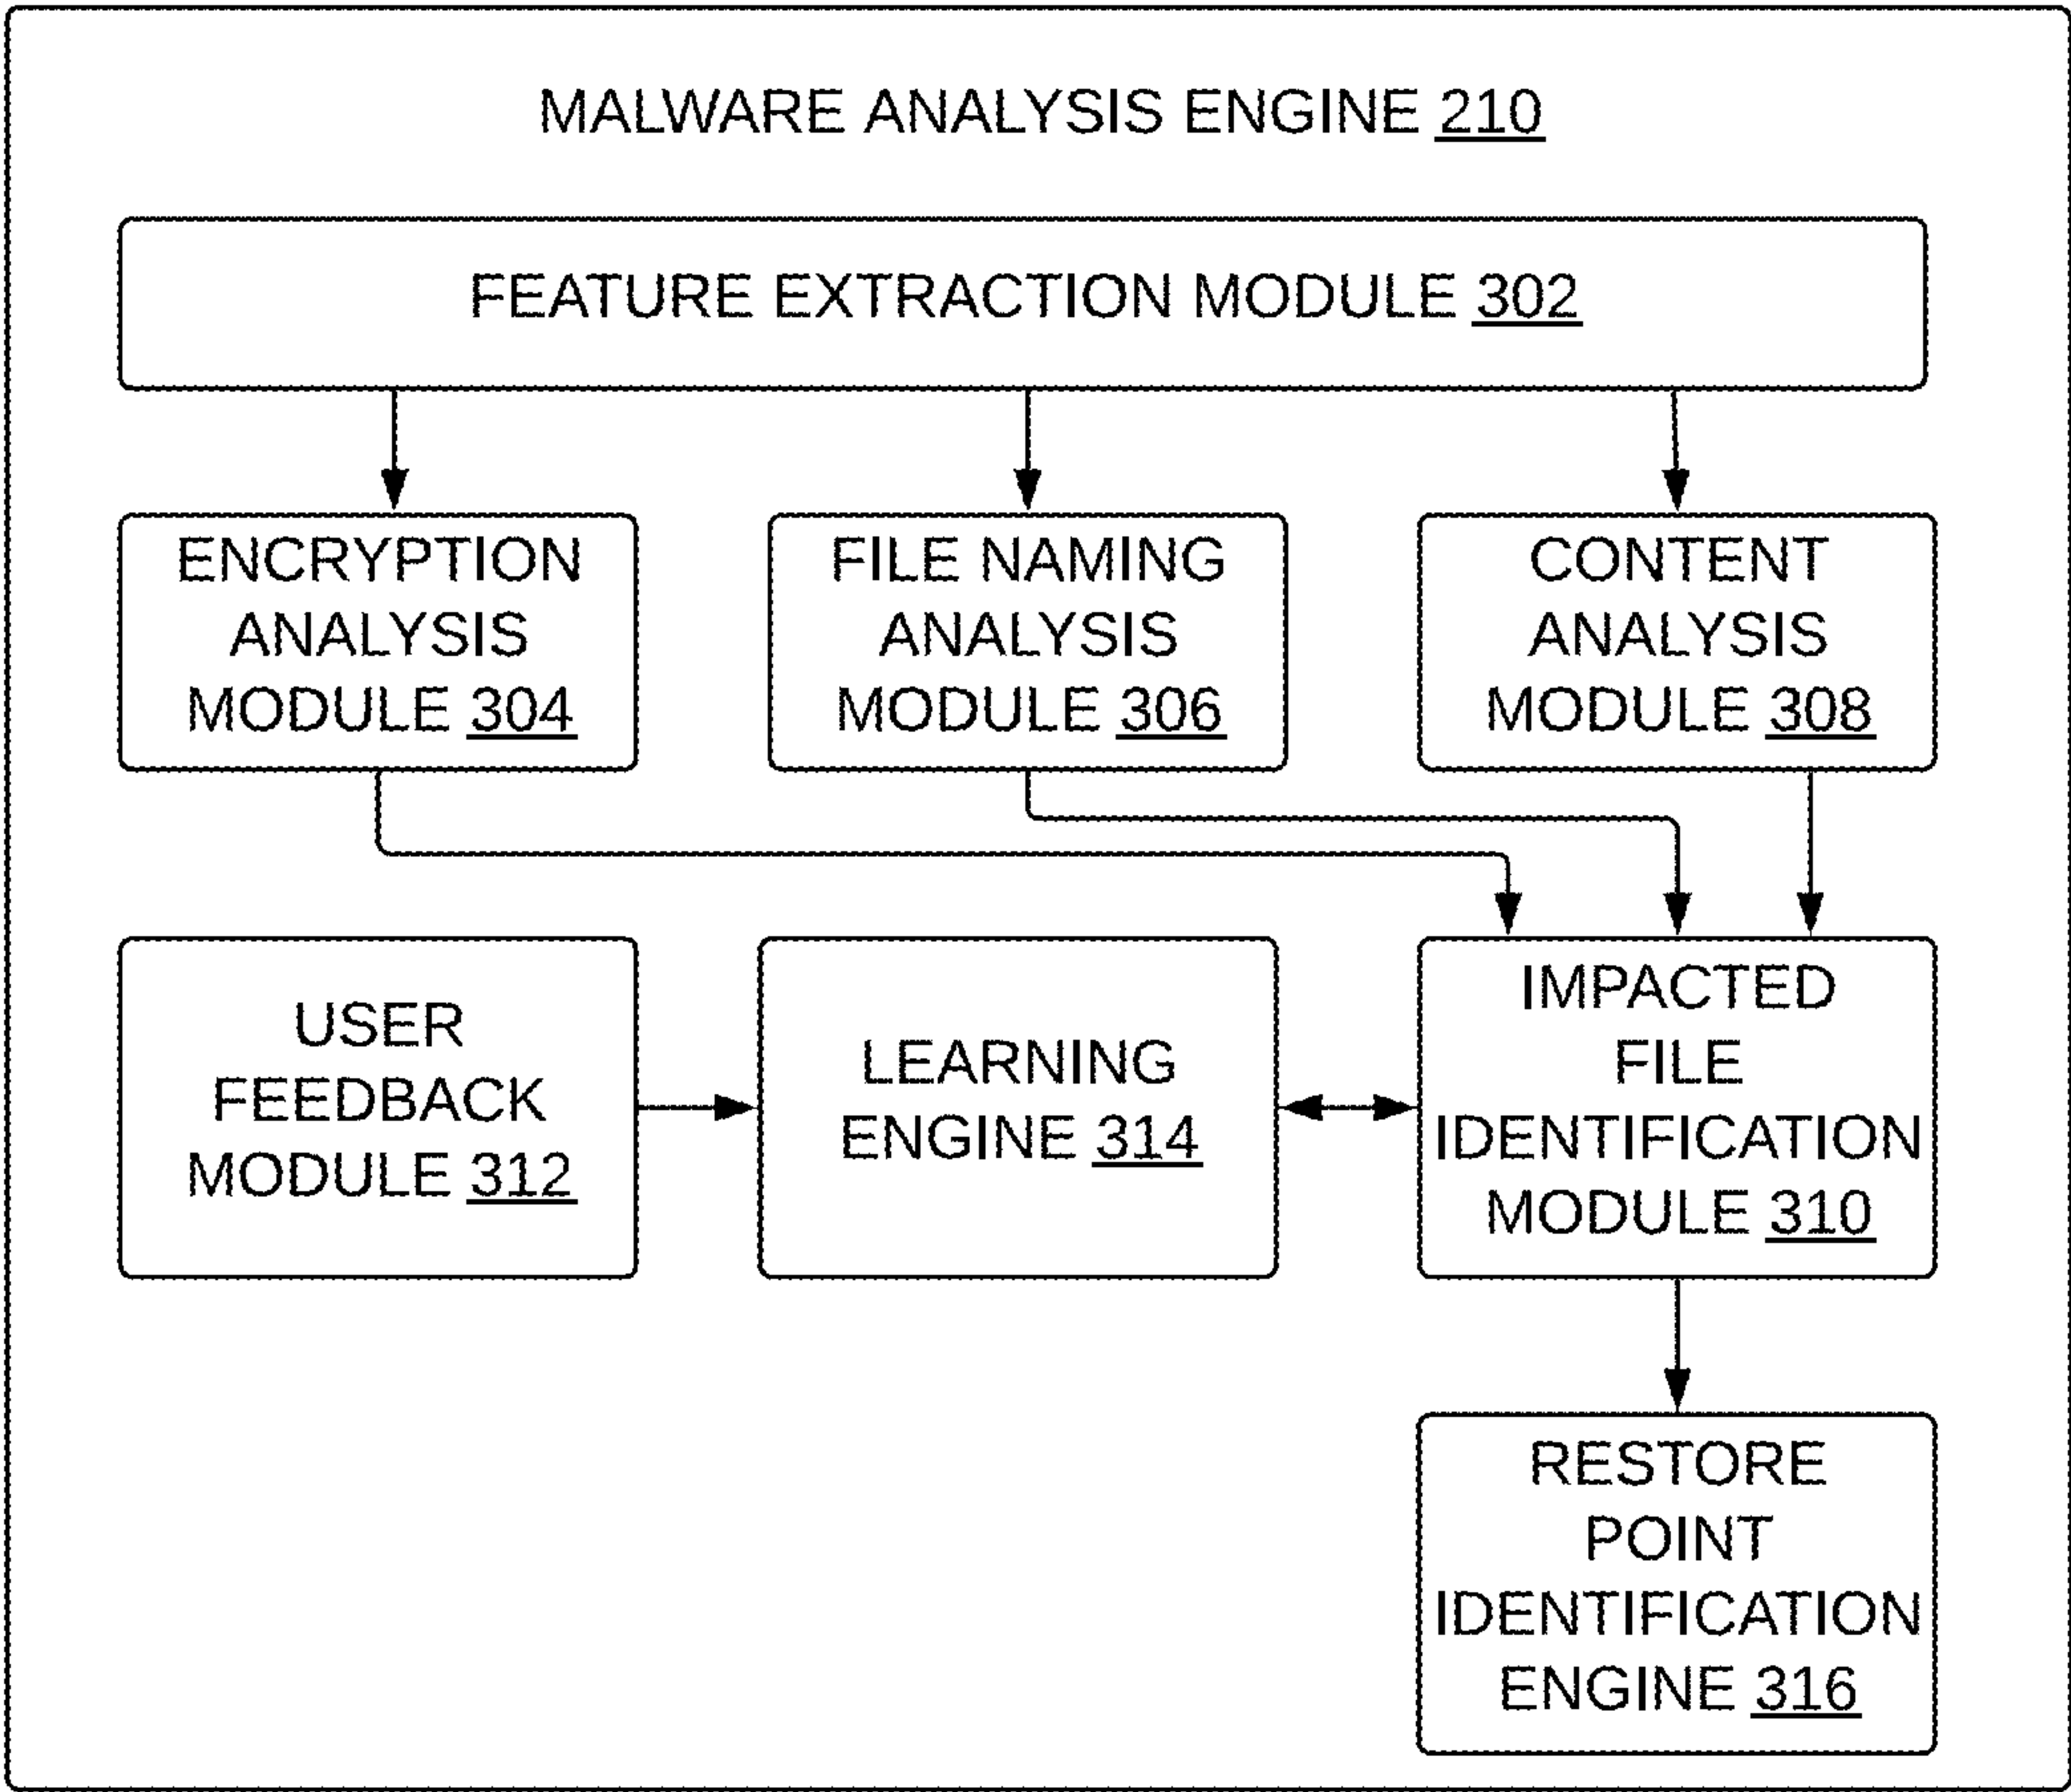 MALWARE ANALYSIS ENGINE 210
FEATURE EXTRACTION MODULE 302
ENCRYPTION
ANALYSIS
MODULE 304
FILE NAMING
ANALYSIS
MODULE 306
CONTENT
ANALYSIS
MODULE 308
USER
FEEDBACK
MODULE 312
LEARNING
ENGINE 314
IMPACTED
FILE
IDENTIFICATION
MODULE 310
RESTORE
POINT
IDENTIFICATION
ENGINE 316